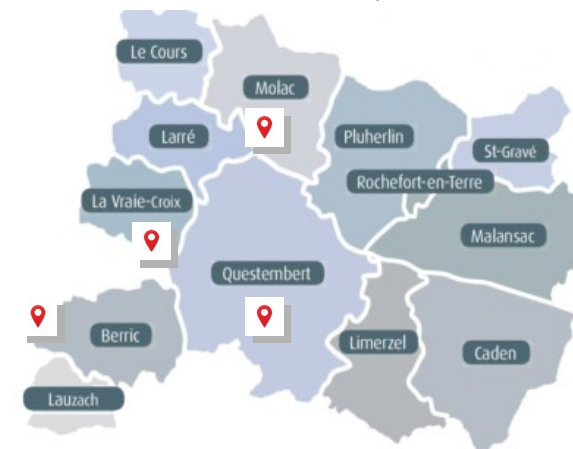 Le Cours
Molac
Larré
Pluherlin
St-Gravé
Rochefort-en-Terre
La Vraie-Croix
Malansac
Questembert
Berric
Limerzel
Caden
Lauzach